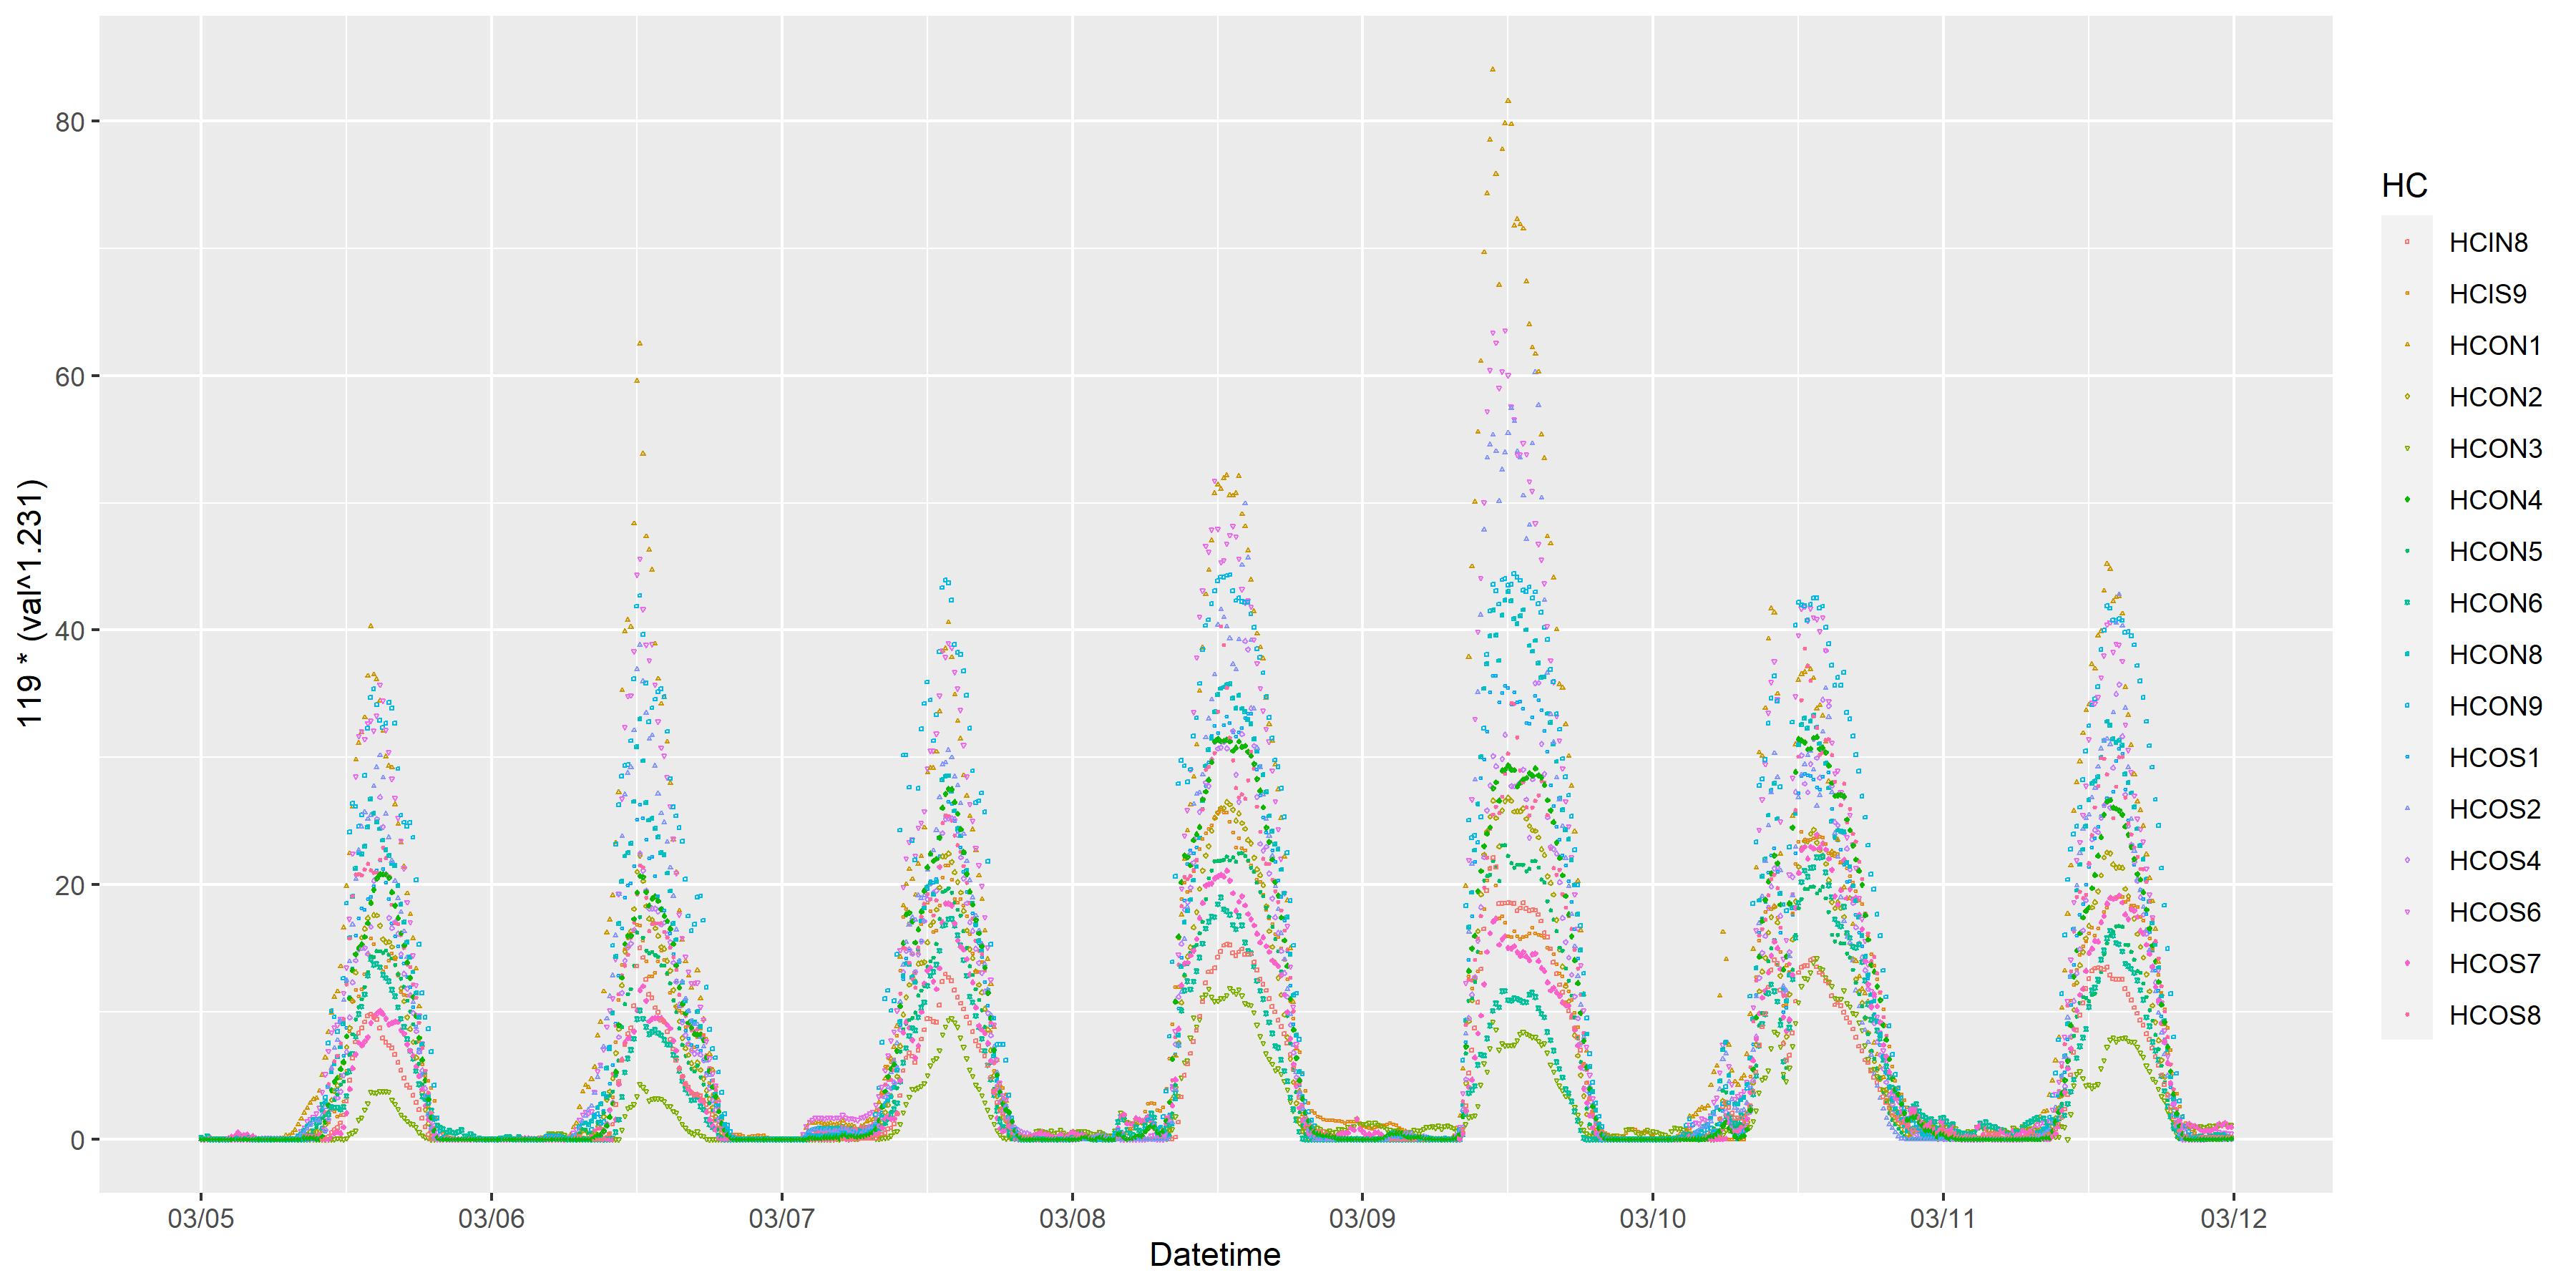 80
60
40
20
0
119 * (val^1.231)
03/05 03/06 03/07 03/08 03/09 03/10 03/11 03/12
Datetime
HC
HCIN8
HCIS9
HCON1
HCON2
HCON3
HCON4
HCON5
HCON6
HCON8
HCON9
HCOS1
HCOS2
HCOS4
HCOS6
HCOS7
HCOS8